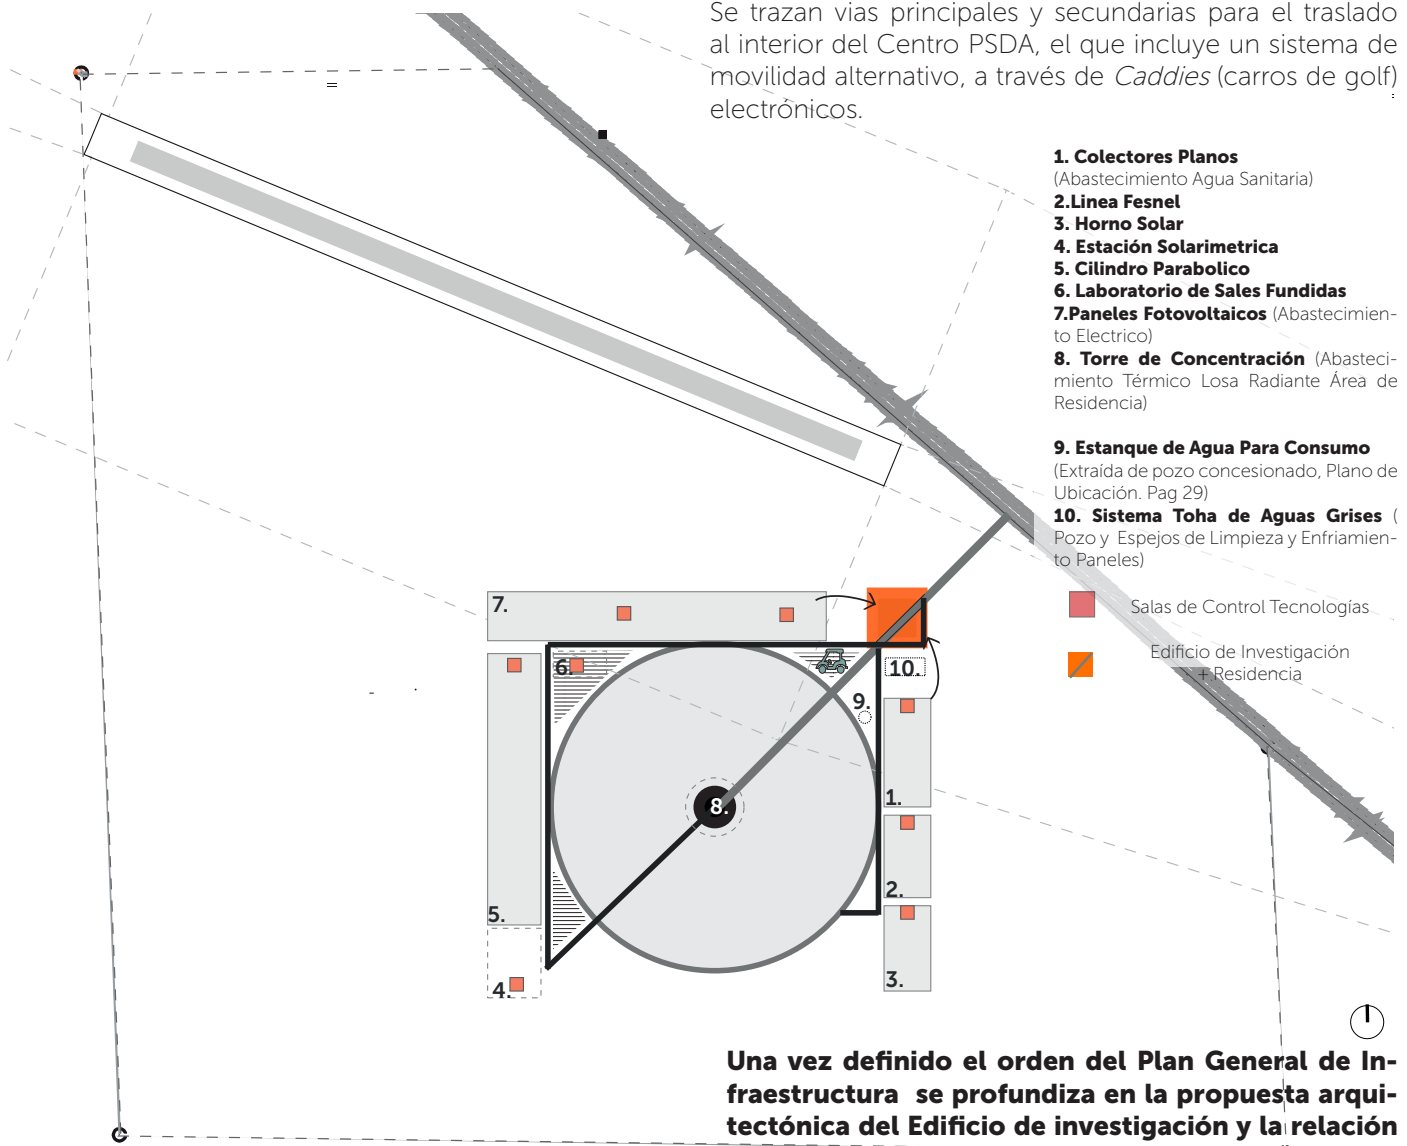 Se trazan vias principales y secundarias para el traslado
al interior del Centro PSDA, el que incluye un sistema de
movilidad alternativo, a través de Caddies (carros de golf)
electrónicos.
1. Colectores Planos
(Abastecimiento Agua Sanitaria)
2.Linea Fesnel
3. Horno Solar
4. Estación Solarimetrica
5. Cilindro Parabolico
6. Laboratorio de Sales Fundidas
7.Paneles Fotovoltaicos (Abastecimien-
to Electrico)
8. Torre de Concentración (Abasteci-
miento Térmico Losa Radiante Área de
Residencia)
9. Estanque de Agua Para Consumo
(Extraída de pozo concesionado, Plano de
Ubicación. Pag 29)
10. Sistema Toha de Aguas Grises (
Pozo y Espejos de Limpieza y Enfriamien-
to Paneles)
Salas de Control Tecnologías
Edificio de Investigación
+ Residencia
7.
6.
10.
9.
8.
1.
2.
5.
3.
4.
Una vez definido el orden del Plan General de In-
fraestructura se profundiza en la propuesta arqui-
tectónica del Edificio de investigación y la relación